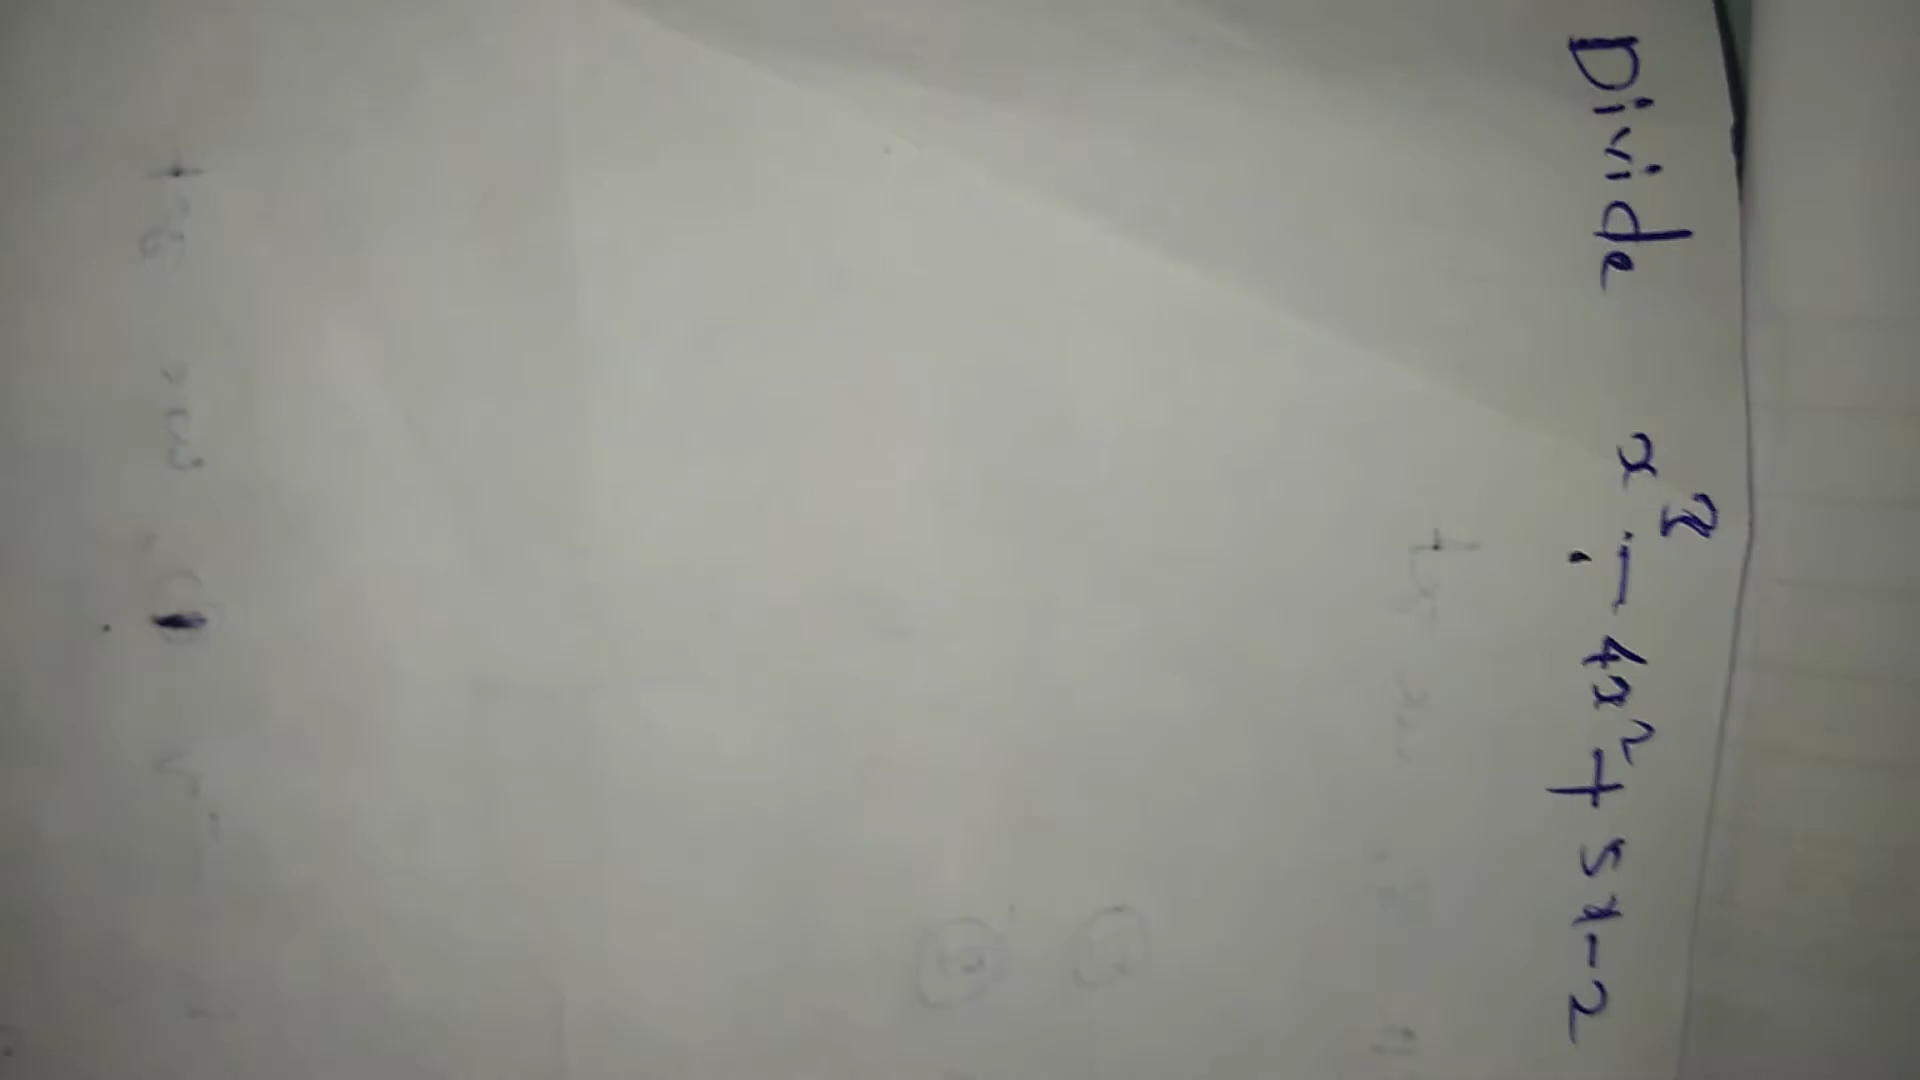 Divide x³ - 4x² + 5x - 2